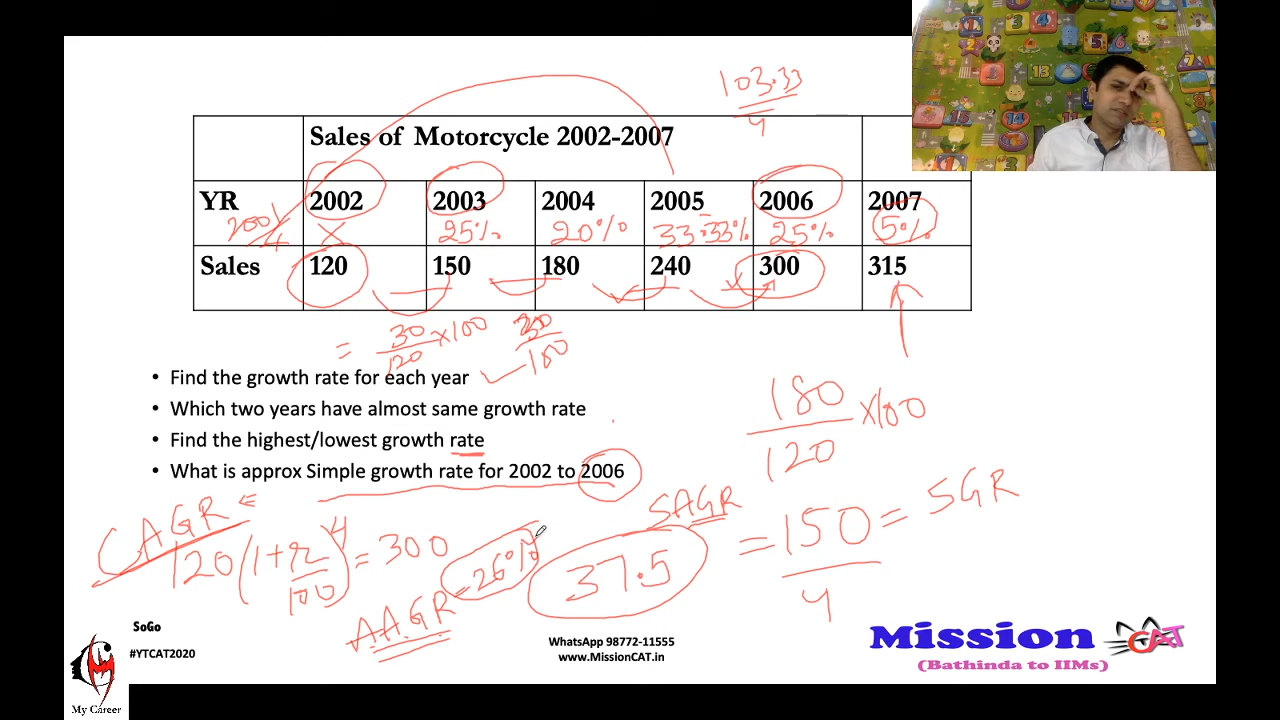 103.33
4
Sales of Motorcycle 2002-2007
YR 2002 2003 2004 2005 2006 2007
X 25% 20% 33.33% 25% 5%
Sales 120 150 180 240 300 315
= 30/120 × 100
30/150
• Find the growth rate for each year
• Which two years have almost same growth rate
• Find the highest/lowest growth rate
• What is approx Simple growth rate for 2002 to 2006
180/120 × 100
= 150/4 = SGR
SAGR
37.5
CAGR
120(1+r/100)^4 = 300
AAGR = 26%
SoGo
#YTCAT2020
My Career
WhatsApp 98772-11555
www.MissionCAT.in
Mission CAT
(Bathinda to IIMs)